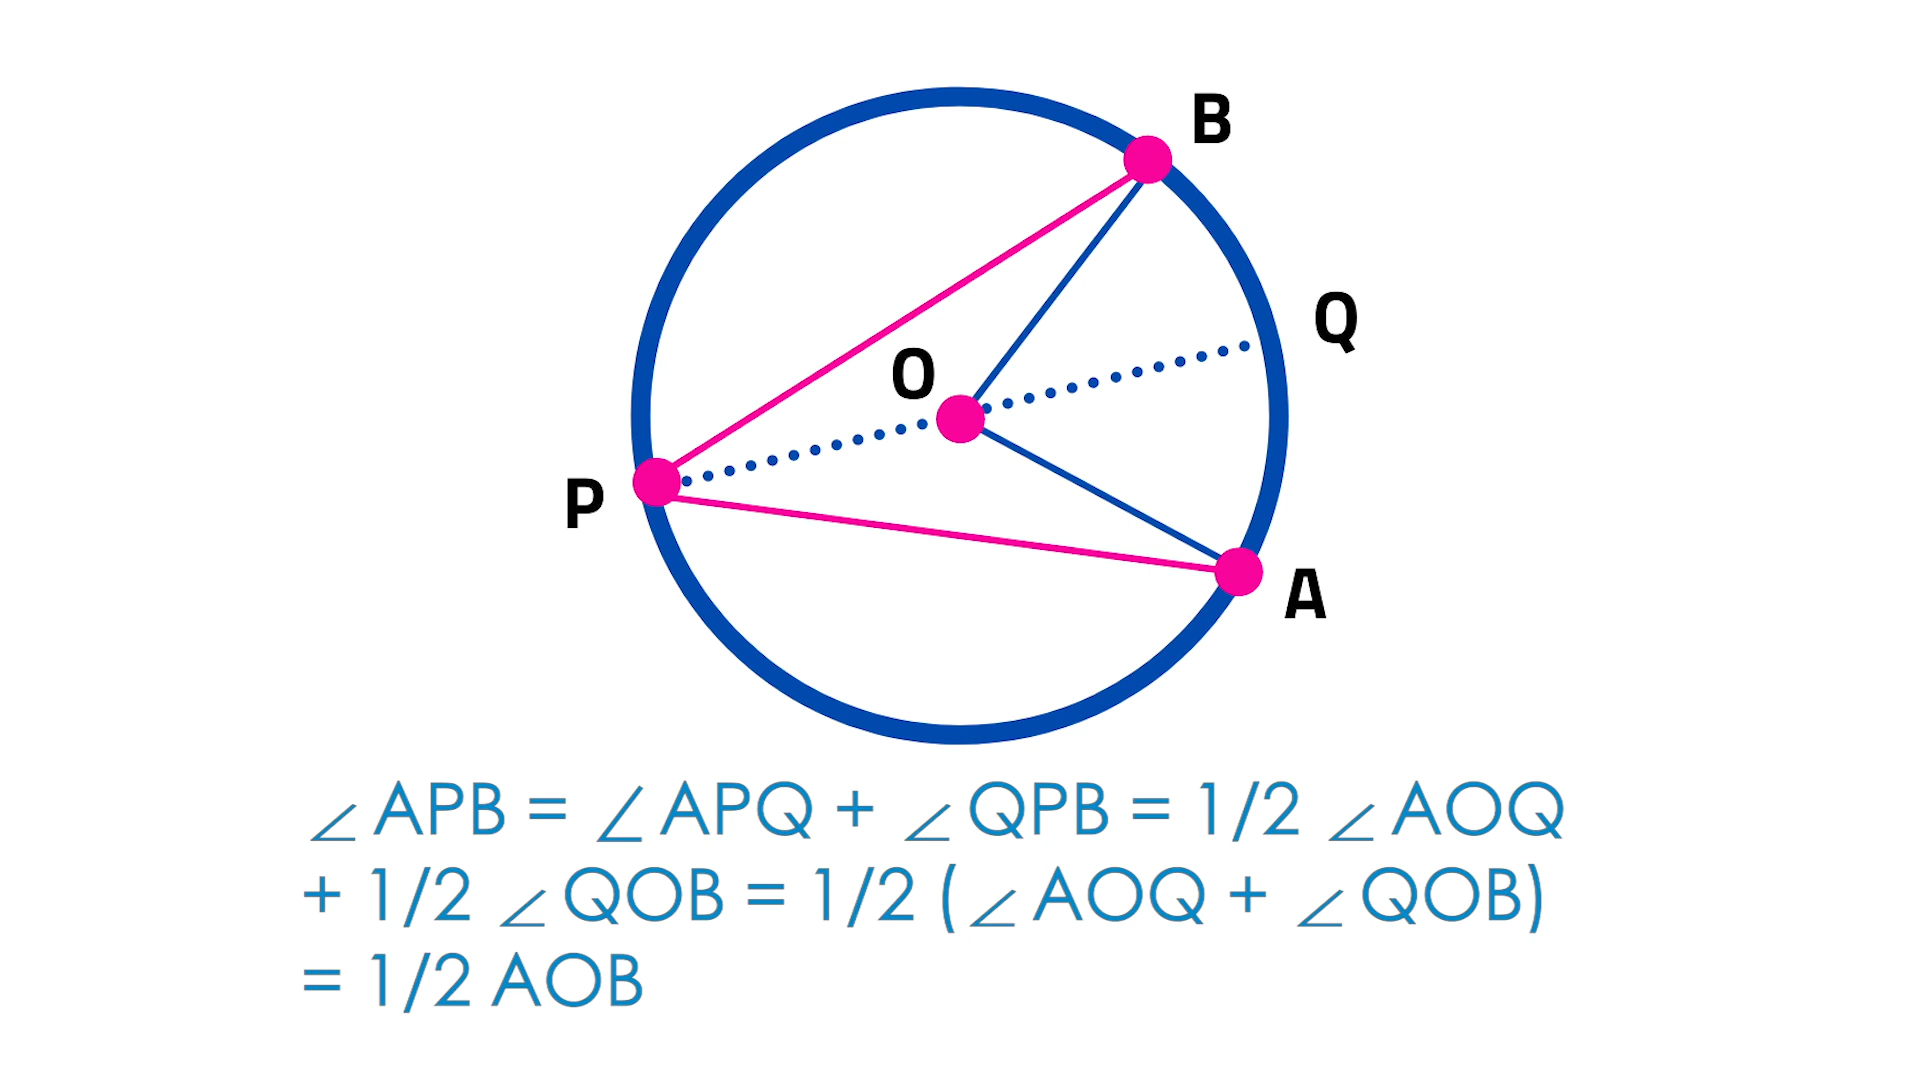 B
Q
O
P
A
∠APB = ∠APQ + ∠QPB = 1/2 ∠AOQ
+ 1/2 ∠QOB = 1/2 (∠AOQ + ∠QOB)
= 1/2 AOB